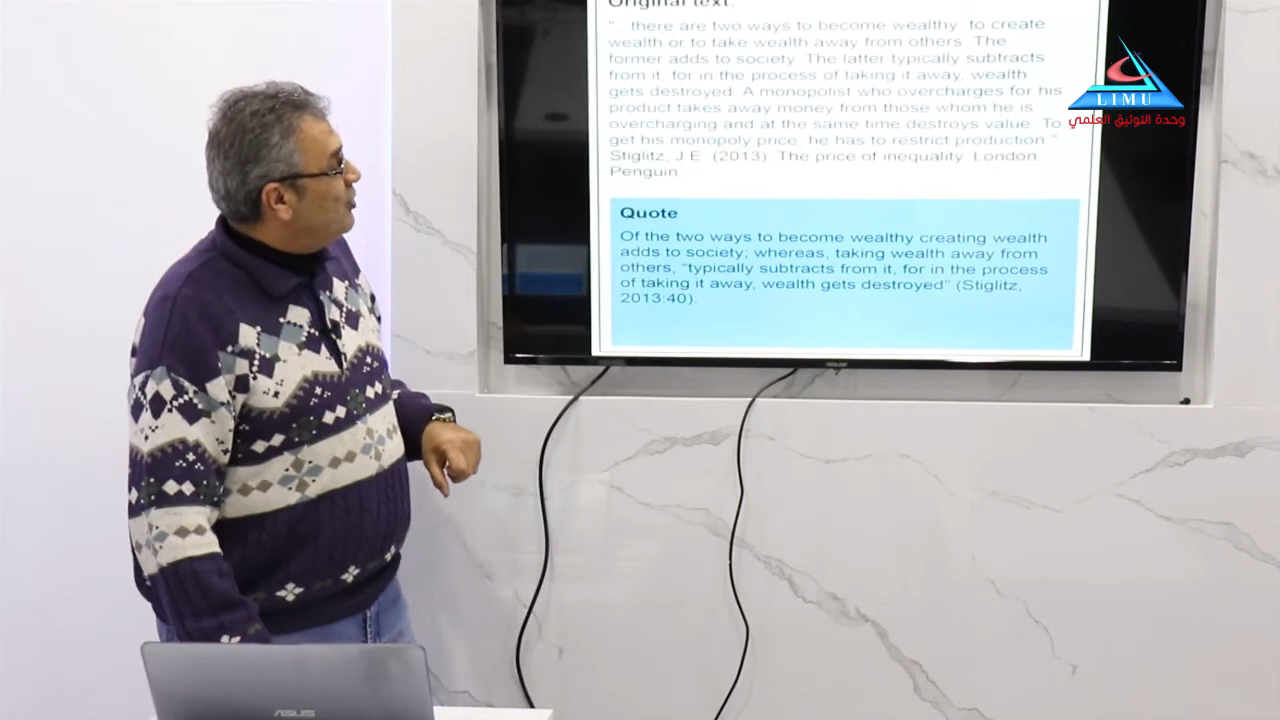 Original text:
" there are two ways to become wealthy to create
wealth or to take wealth away from others The
former adds to society The latter typically subtracts
from it, for in the process of taking it away, wealth
gets destroyed. A monopolist who overcharges for his
product takes away money from those whom he is
overcharging and at the same time destroys value. To
get his monopoly price, he has to restrict production."
Stiglitz, J.E. (2013) The price of inequality. London:
Penguin
Quote
Of the two ways to become wealthy creating wealth
adds to society; whereas, taking wealth away from
others, "typically subtracts from it, for in the process
of taking it away, wealth gets destroyed" (Stiglitz,
2013:40).
LIMU
وحدة التوثيق العلمي
ASUS
ASUS